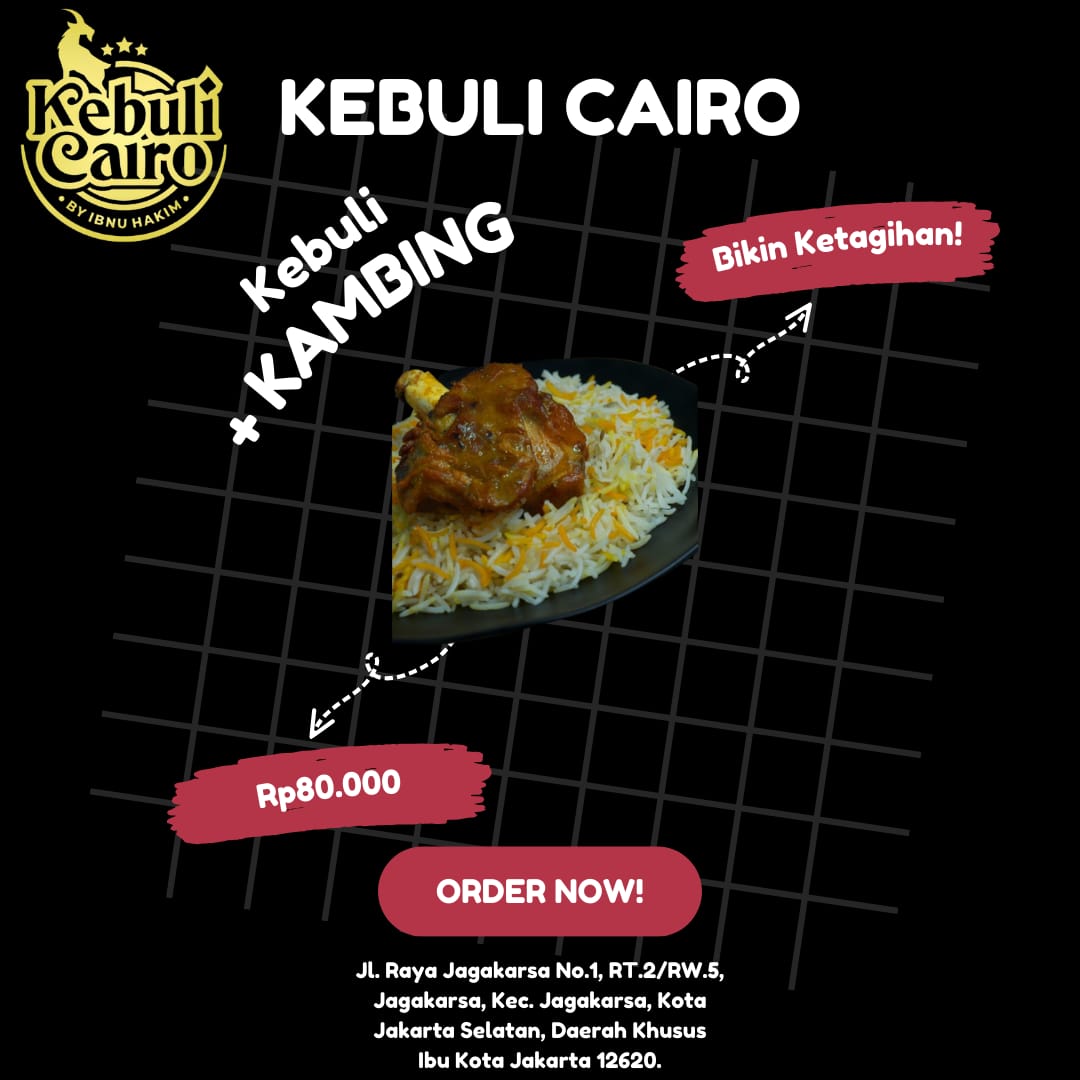 Kebuli
Cairo
• BY IBNU HAKIM •
KEBULI CAIRO
Kebuli
+ KAMBING
Bikin Ketagihan!
Rp80.000
ORDER NOW!
Jl. Raya Jagakarsa No.1, RT.2/RW.5,
Jagakarsa, Kec. Jagakarsa, Kota
Jakarta Selatan, Daerah Khusus
Ibu Kota Jakarta 12620.